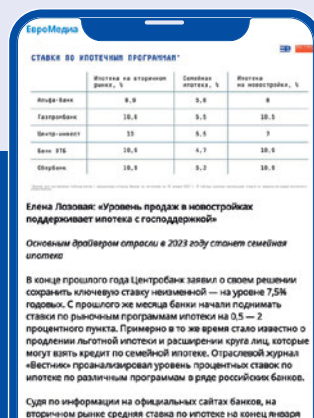 ЕвроМедиа
СТАВКИ ПО ИПОТЕЧНЫМ ПРОГРАММАМ*
Ипотека на вторичном рынке, %
Семейная ипотека, %
Ипотека на новостройки, %
Альфа-Банк
Газпромбанк 10,6 5,5 10,5
Центр-инвест
Банк ВТБ
Сбербанк 10,9 5,3 10,9
Елена Лозовая: «Уровень продаж в новостройках
поддерживает ипотека с господдержкой»
Основным драйвером отрасли в 2023 году станет семейная
ипотека
В конце прошлого года Центробанк заявил о своем решении
сохранить ключевую ставку неизменной — на уровне 7,5%
годовых. С прошлого же месяца банки начали поднимать
ставки по рыночным программам ипотеки на 0,5 — 2
процентного пункта. Примерно в то же время стало известно о
продлении льготной ипотеки и расширении круга лиц, которые
могут взять кредит по семейной ипотеке. Отраслевой журнал
«Вестник» проанализировал уровень процентных ставок по
ипотеке по различным программам в ряде российских банков.
Судя по информации на официальных сайтах банков, на
вторичном рынке средняя ставка по ипотеке на конец января